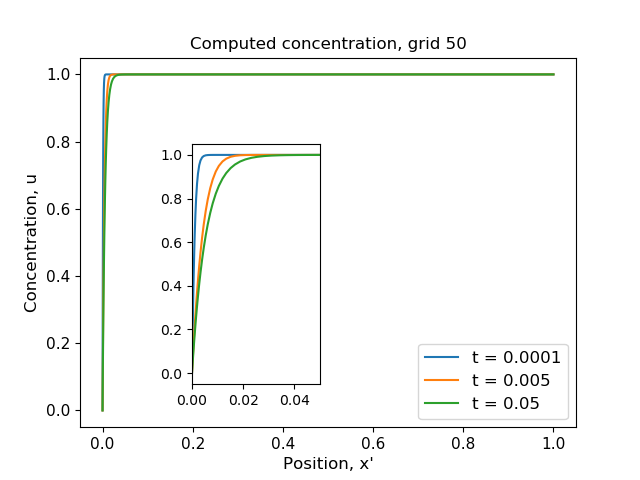 Computed concentration, grid 50
Concentration, u
1.0
0.8
0.6
0.4
0.2
0.0
1.0
0.8
0.6
0.4
0.2
0.0
0.00 0.02 0.04
t = 0.0001
t = 0.005
t = 0.05
0.0 0.2 0.4 0.6 0.8 1.0
Position, x'